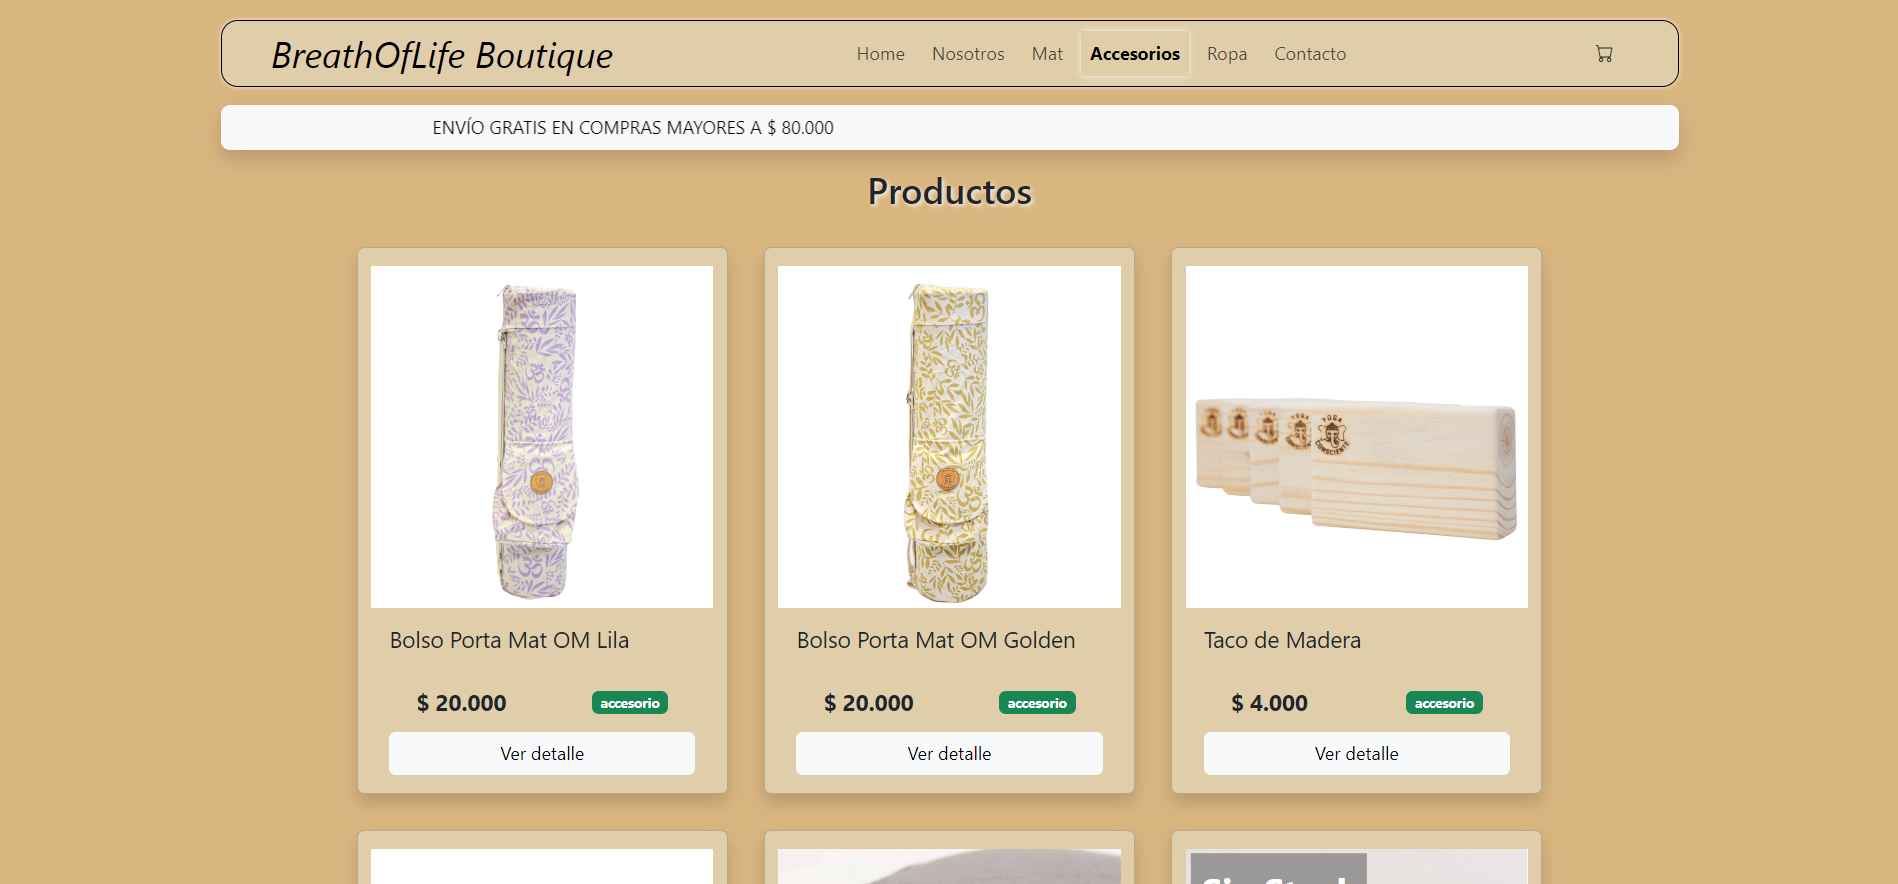 BreathOfLife Boutique
Home Nosotros Mat Accesorios Ropa Contacto
ENVÍO GRATIS EN COMPRAS MAYORES A $ 80.000
Productos
YOGA
CONSCIENTE
Bolso Porta Mat OM Lila
$ 20.000 accesorio
Ver detalle
Bolso Porta Mat OM Golden
$ 20.000 accesorio
Ver detalle
Taco de Madera
$ 4.000 accesorio
Ver detalle